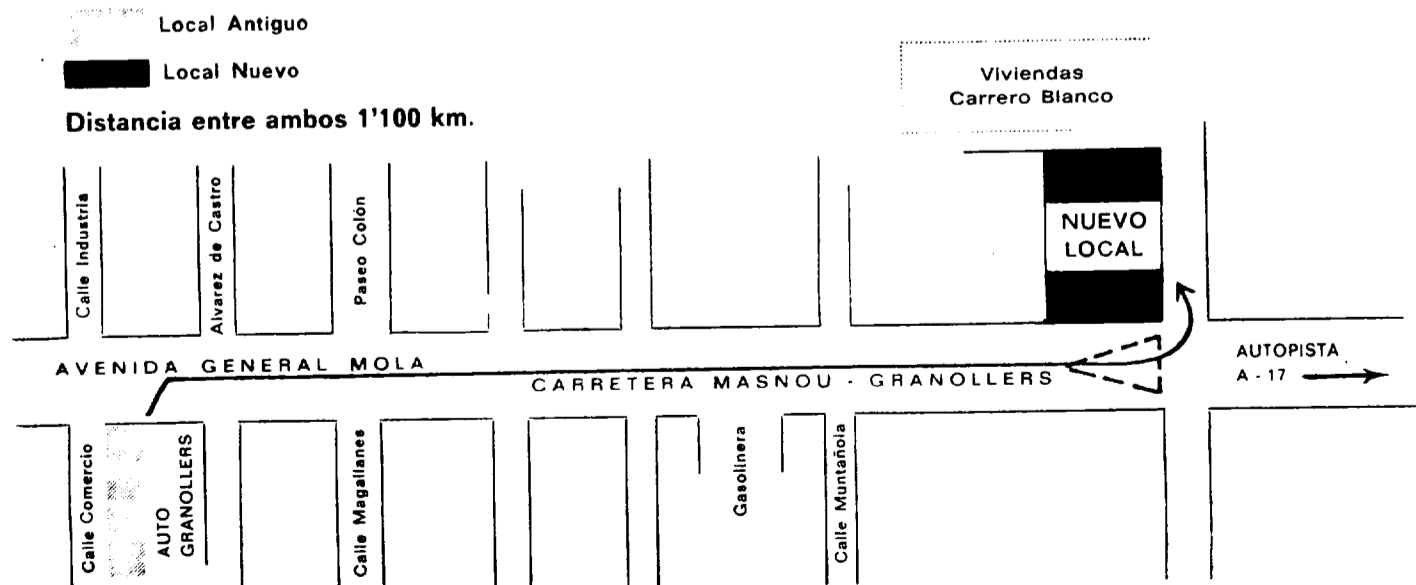 Local Antiguo
Local Nuevo
Distancia entre ambos 1'100 km.
Viviendas
Carrero Blanco
Calle Industria
Alvarez de Castro
Paseo Colón
NUEVO
LOCAL
AVENIDA GENERAL MOLA
CARRETERA MASNOU - GRANOLLERS
AUTOPISTA
A - 17
Calle Comercio
AUTO
GRANOLLERS
Calle Magallanes
Gasolinera
Calle Muntañola